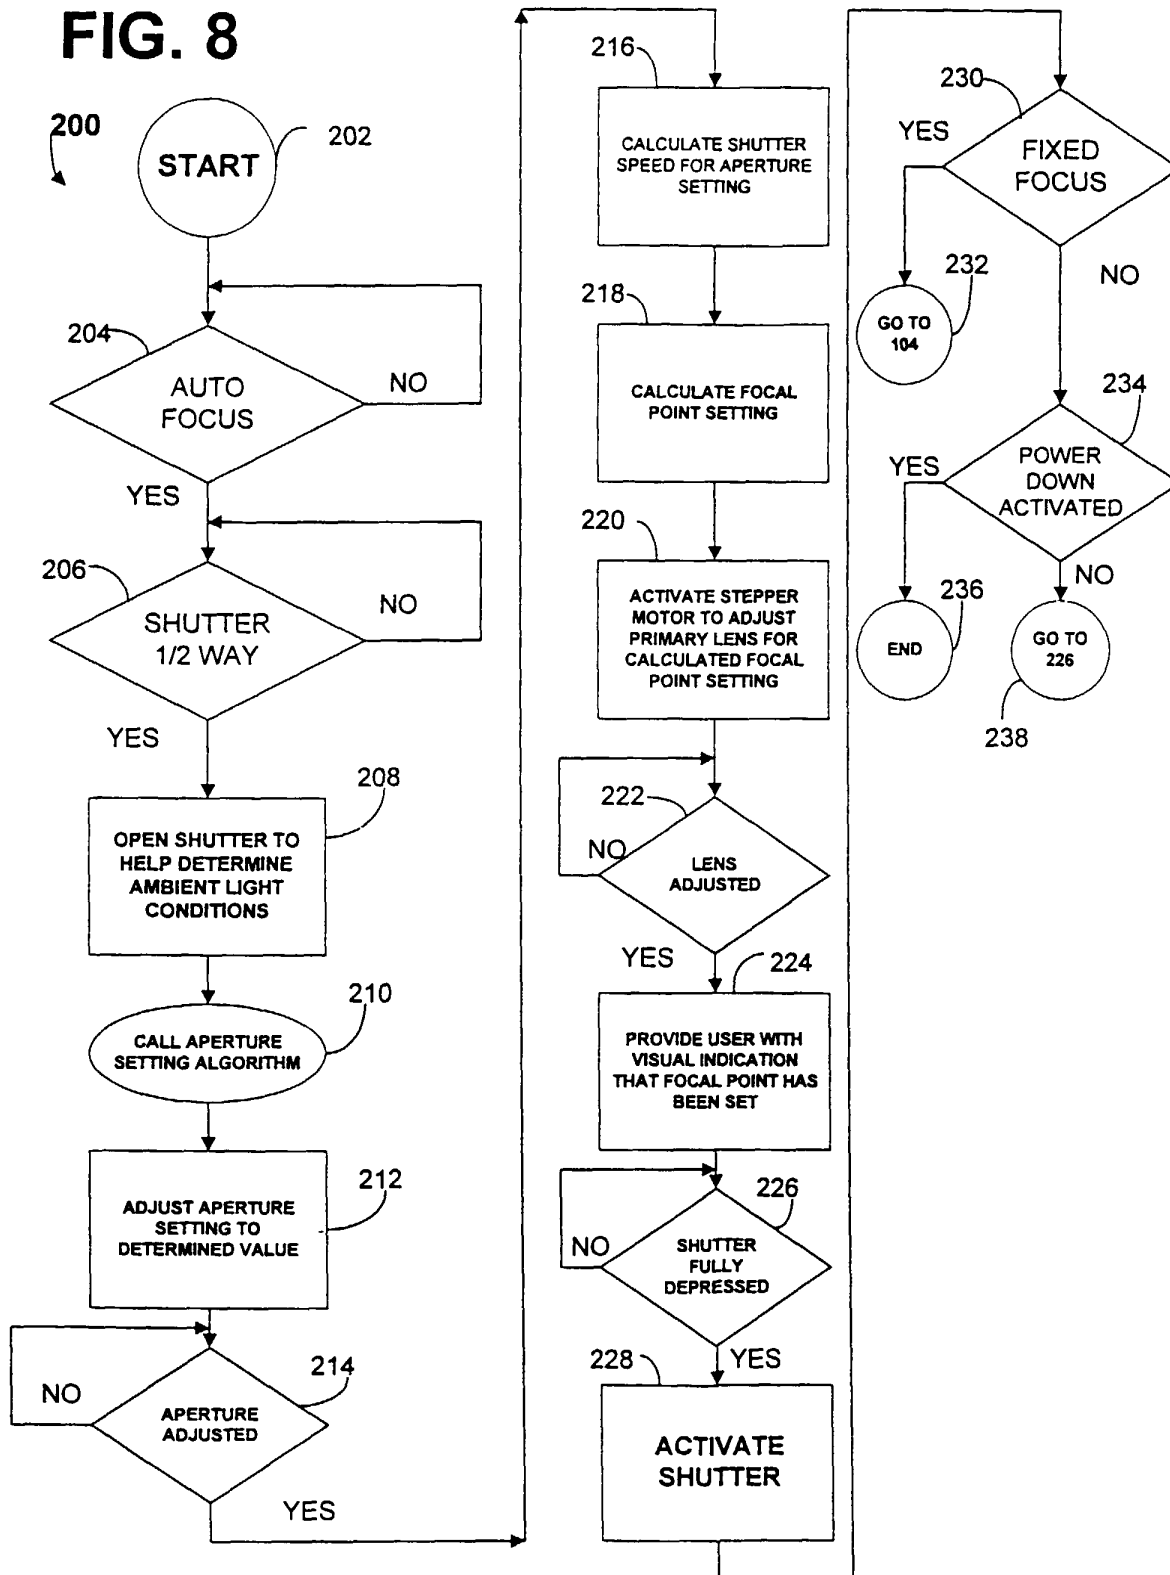 FIG. 8
200
START
202
204
AUTO
FOCUS
NO
YES
206
SHUTTER
1/2 WAY
NO
YES
208
OPEN SHUTTER TO
HELP DETERMINE
AMBIENT LIGHT
CONDITIONS
210
CALL APERTURE
SETTING ALGORITHM
212
ADJUST APERTURE
SETTING TO
DETERMINED VALUE
214
NO
APERTURE
ADJUSTED
YES
216
CALCULATE SHUTTER
SPEED FOR APERTURE
SETTING
218
CALCULATE FOCAL
POINT SETTING
220
ACTIVATE STEPPER
MOTOR TO ADJUST
PRIMARY LENS FOR
CALCULATED FOCAL
POINT SETTING
222
NO
LENS
ADJUSTED
YES
224
PROVIDE USER WITH
VISUAL INDICATION
THAT FOCAL POINT HAS
BEEN SET
226
NO
SHUTTER
FULLY
DEPRESSED
YES
228
ACTIVATE
SHUTTER
230
YES
FIXED
FOCUS
NO
232
GO TO
104
234
YES
POWER
DOWN
ACTIVATED
NO
236
END
GO TO
226
238